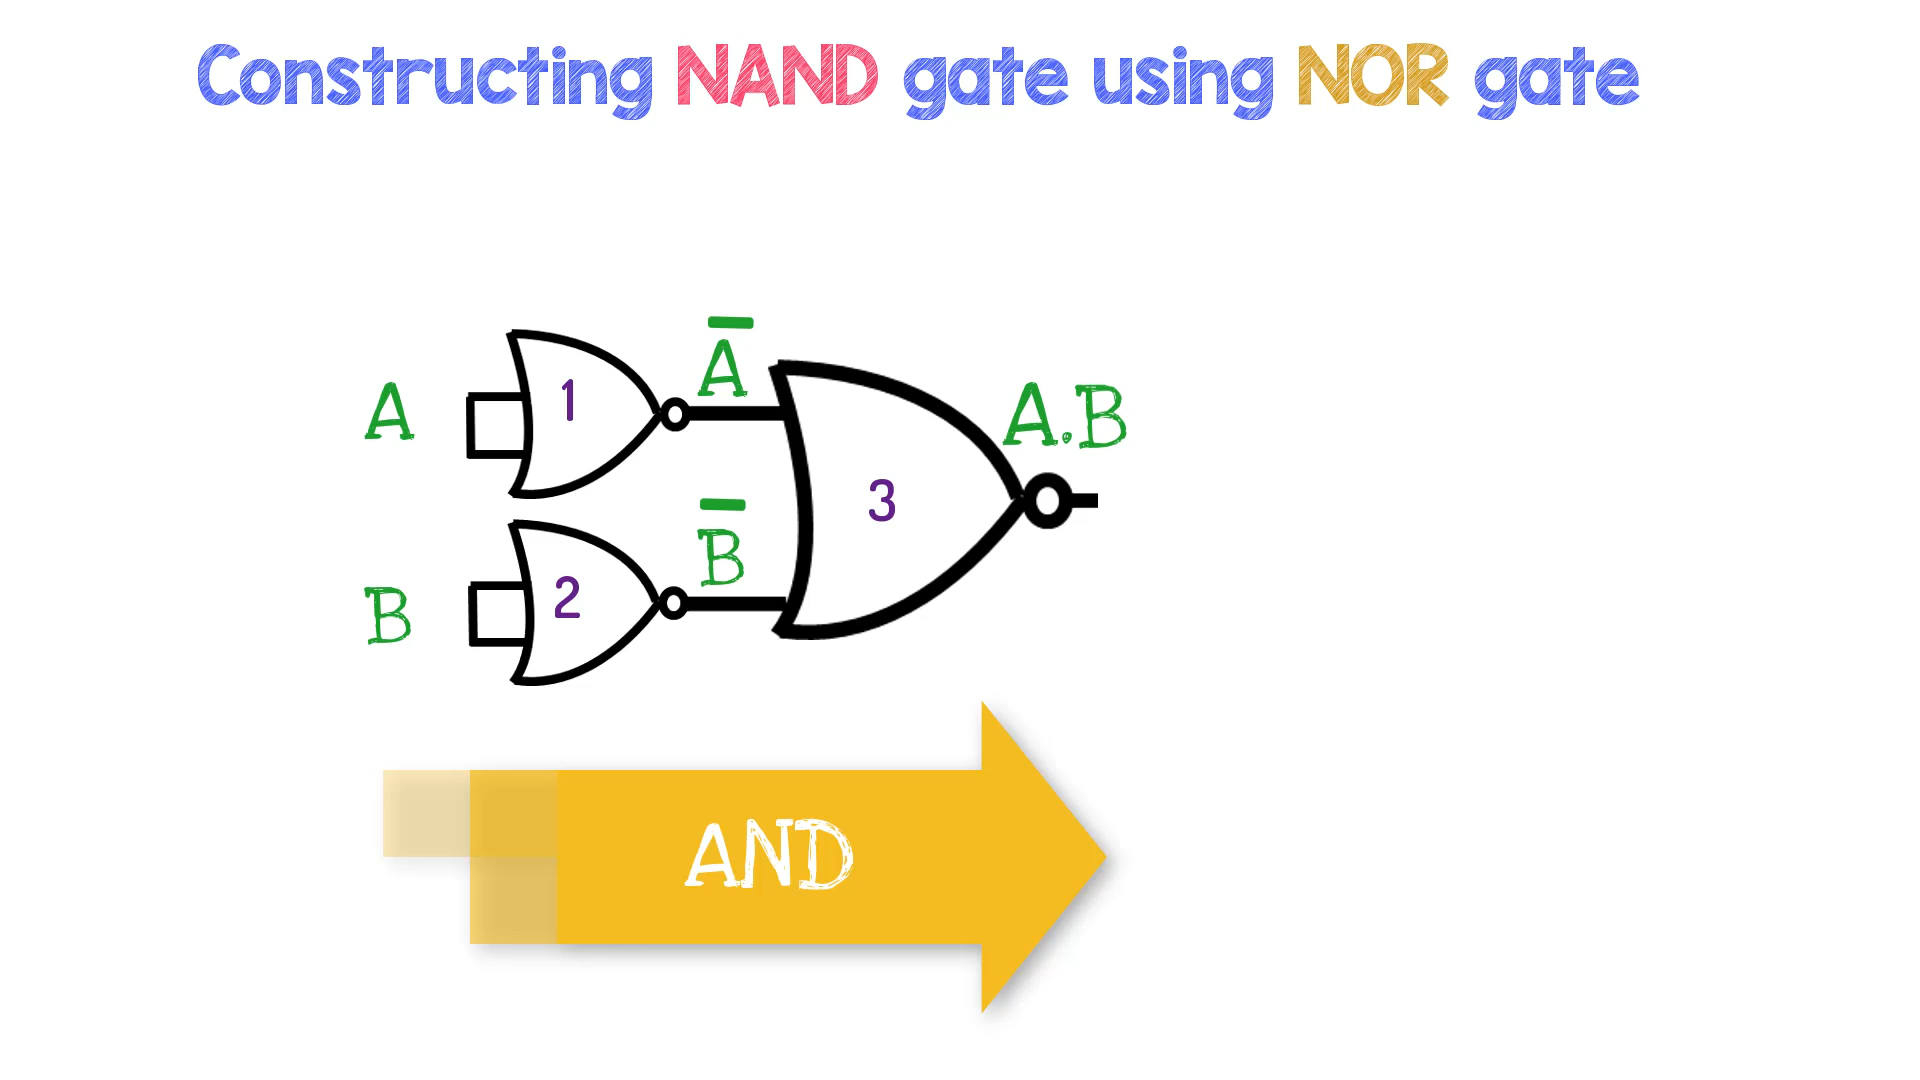 Constructing NAND gate using NOR gate
A
1
A̅
A.B
3
B
2
B̅
AND